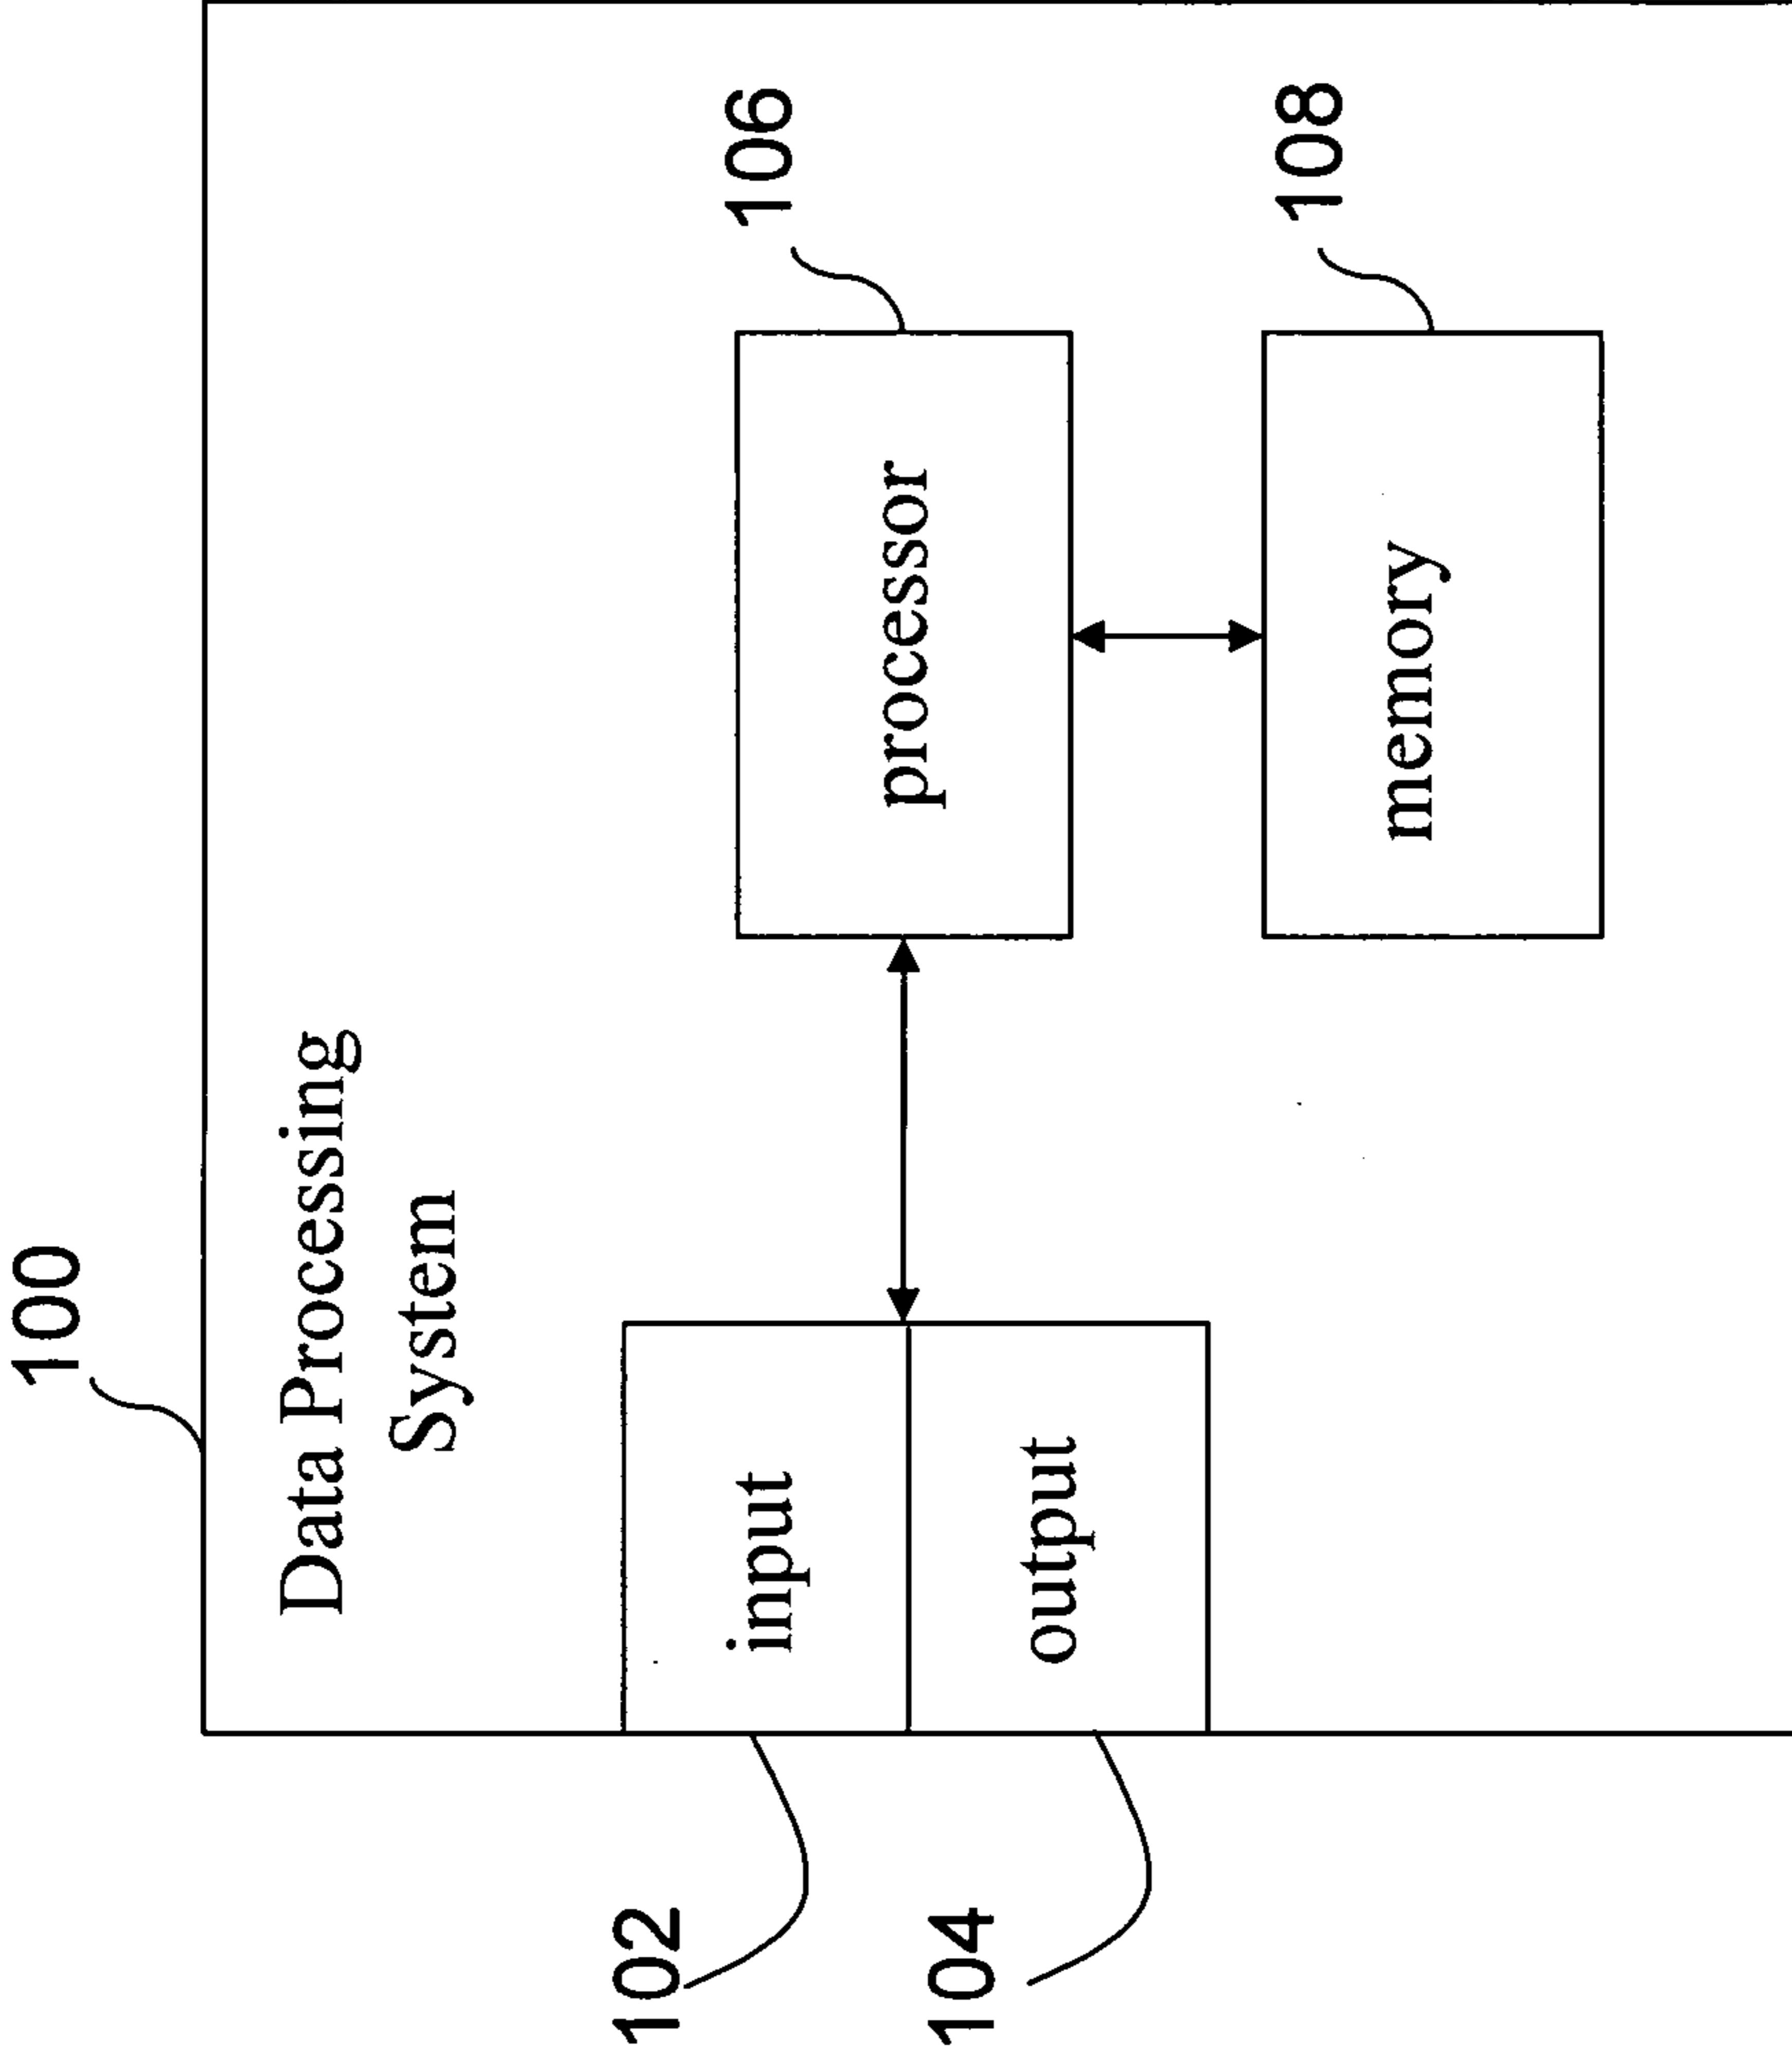 100
Data Processing
System
102
input
104
output
processor
106
memory
108